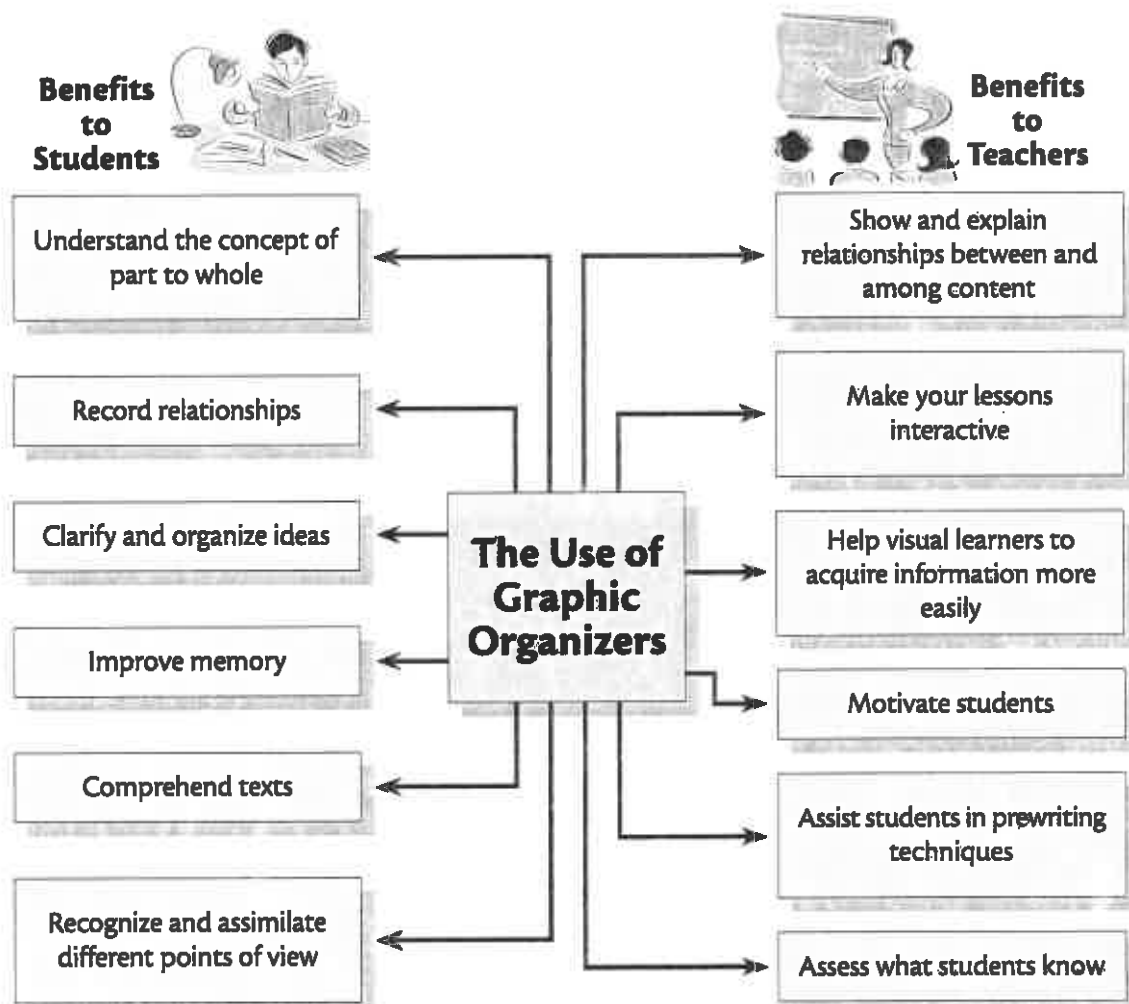 Benefits
to
Students
Understand the concept of
part to whole
Record relationships
Clarify and organize ideas
Improve memory
Comprehend texts
Recognize and assimilate
different points of view
The Use of
Graphic
Organizers
Benefits
to
Teachers
Show and explain
relationships between and
among content
Make your lessons
interactive
Help visual learners to
acquire information more
easily
Motivate students
Assist students in prewriting
techniques
Assess what students know